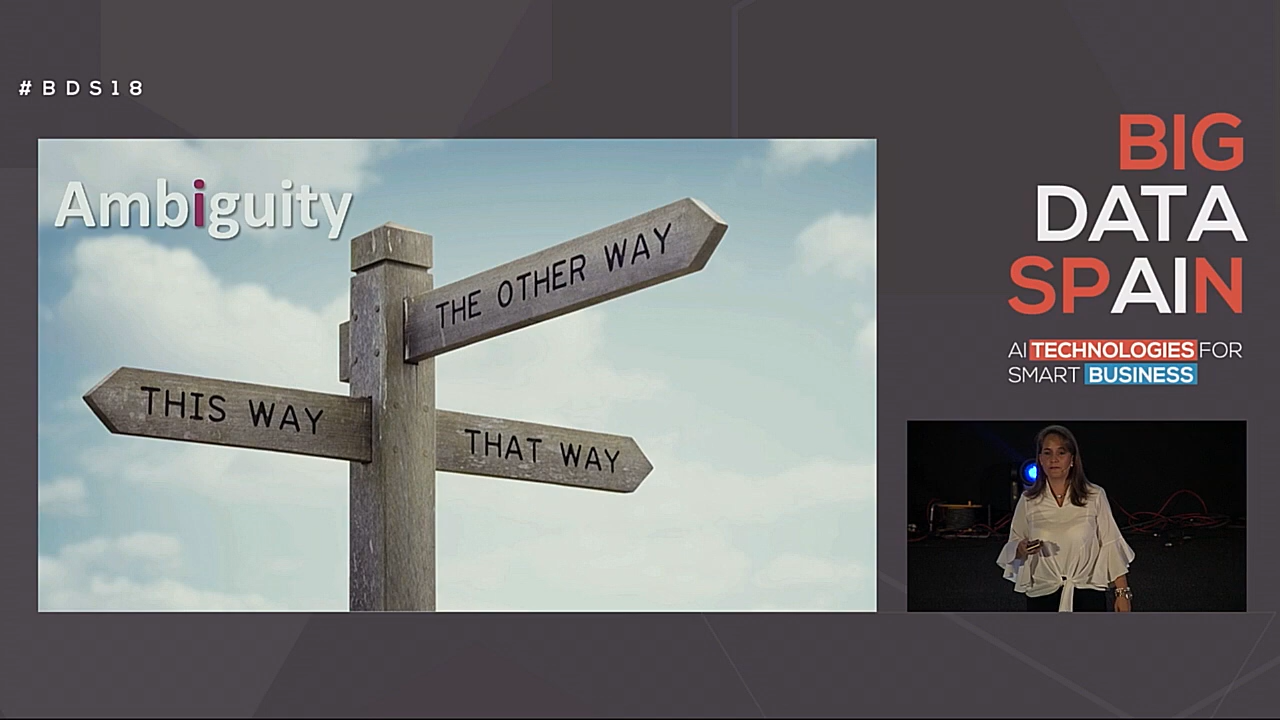 #BDS18
Ambiguity
THE OTHER WAY
THIS WAY
THAT WAY
BIG
DATA
SPAIN
AI TECHNOLOGIES FOR
SMART BUSINESS